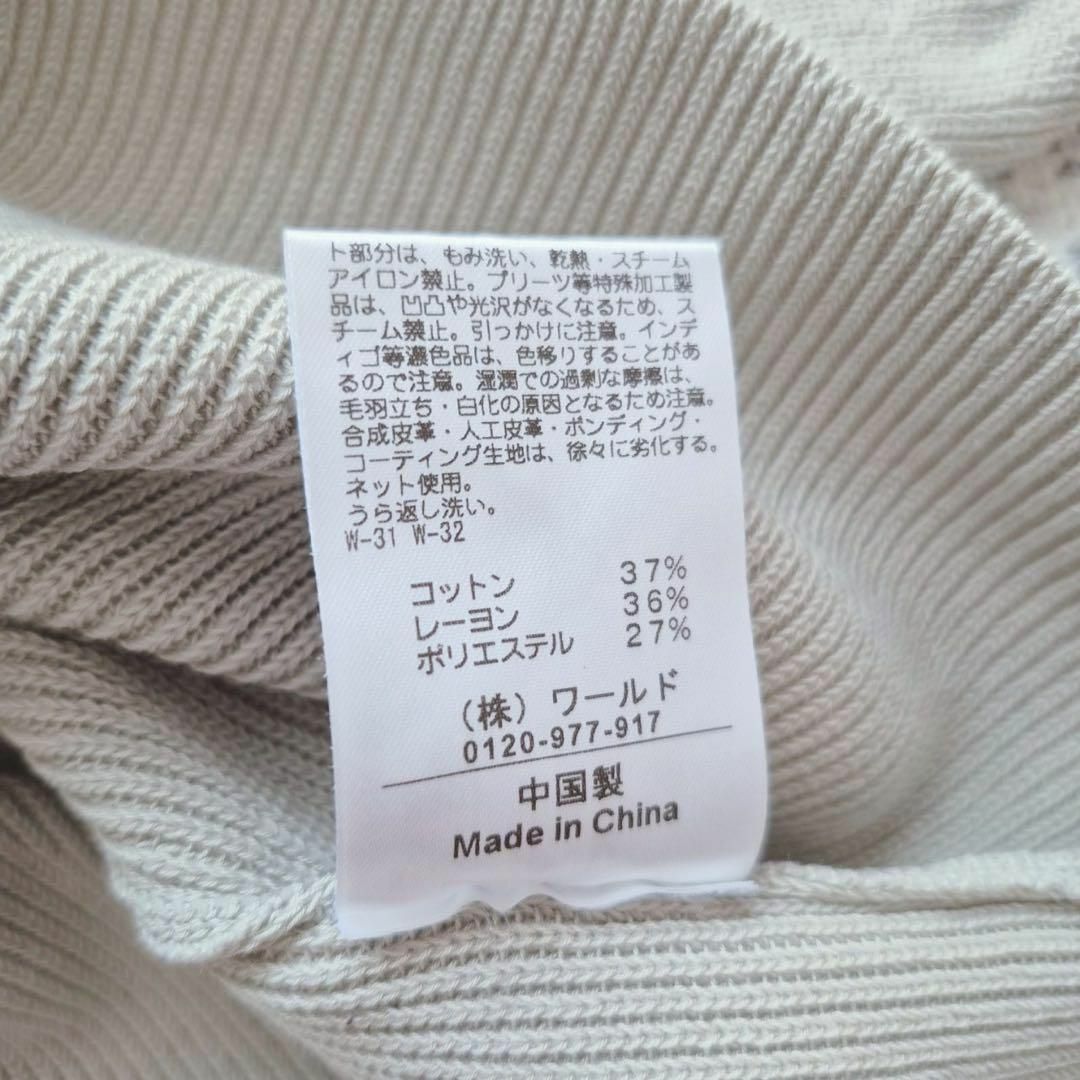 ト部分は、もみ洗い、乾熱・スチーム
アイロン禁止。プリーツ等特殊加工製
品は、凹凸や光沢がなくなるため、ス
チーム禁止。引っかけに注意。インデ
ィゴ等濃色品は、色移りすることがあ
るので注意。湿潤での過剰な摩擦は、
毛羽立ち・白化の原因となるため注意。
合成皮革・人工皮革・ボンディング・
コーティング生地は、徐々に劣化する。
ネット使用。
うら返し洗い。
W-31 W-32
コットン 37%
レーヨン 36%
ポリエステル 27%
(株) ワールド
0120-977-917
中国製
Made in China